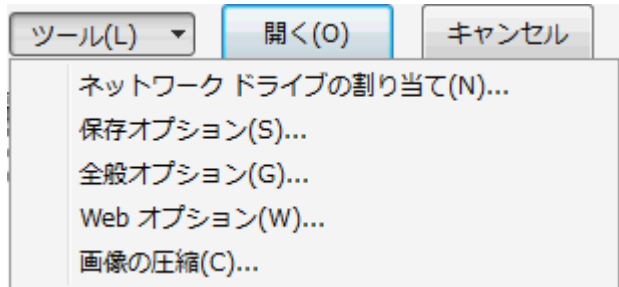 ツール(L) 開く(O) キャンセル
ネットワーク ドライブの割り当て(N)...
保存オプション(S)...
全般オプション(G)...
Web オプション(W)...
画像の圧縮(C)...